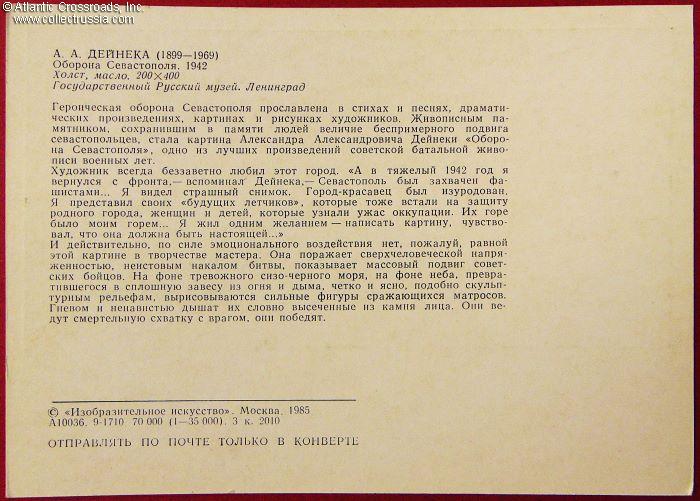 © Atlantic Crossroads, Inc.
www.collectrussia.com
А. А. ДЕЙНЕКА (1899—1969)
Оборона Севастополя. 1942
Холст, масло. 200×400
Государственный Русский музей. Ленинград
Героическая оборона Севастополя прославлена в стихах и песнях, драмати-
ческих произведениях, картинах и рисунках художников. Живописным па-
мятником, сохранившим в памяти людей величие беспримерного подвига
севастопольцев, стала картина Александра Александровича Дейнеки «Оборо-
на Севастополя», одно из лучших произведений советской батальной живо-
писи военных лет.
Художник всегда беззаветно любил этот город. «А в тяжелый 1942 год я
вернулся с фронта,— вспоминал Дейнека,— Севастополь был захвачен фа-
шистами... Я видел страшный снимок. Город-красавец был изуродован.
Я представил своих «будущих летчиков», которые тоже встали на защиту
родного города, женщин и детей, которые узнали ужас оккупации. Их горе
было моим горем... Я жил одним желанием — написать картину, чувство-
вал, что она должна быть настоящей...»
И действительно, по силе эмоционального воздействия нет, пожалуй, равной
этой картине в творчестве мастера. Она поражает сверхчеловеческой напря-
женностью, неистовым накалом битвы, показывает массовый подвиг совет-
ских бойцов. На фоне тревожного сизо-черного моря, на фоне неба, превра-
тившегося в сплошную завесу из огня и дыма, четко и ясно, подобно скульп-
турным рельефам, вырисовываются сильные фигуры сражающихся матросов.
Гневом и ненавистью дышат их словно высеченные из камня лица. Они ве-
дут смертельную схватку с врагом, они победят.
© «Изобразительное искусство». Москва. 1985
А10036. 9-1710 70 000 (1—35 000). 3 к. 2010
ОТПРАВЛЯТЬ ПО ПОЧТЕ ТОЛЬКО В КОНВЕРТЕ